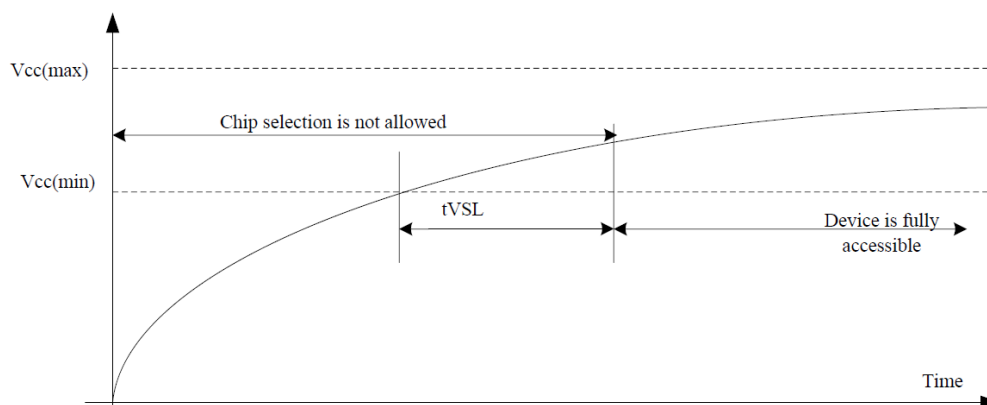 Vcc(max)
Chip selection is not allowed
Vcc(min)
tVSL
Device is fully
accessible
Time